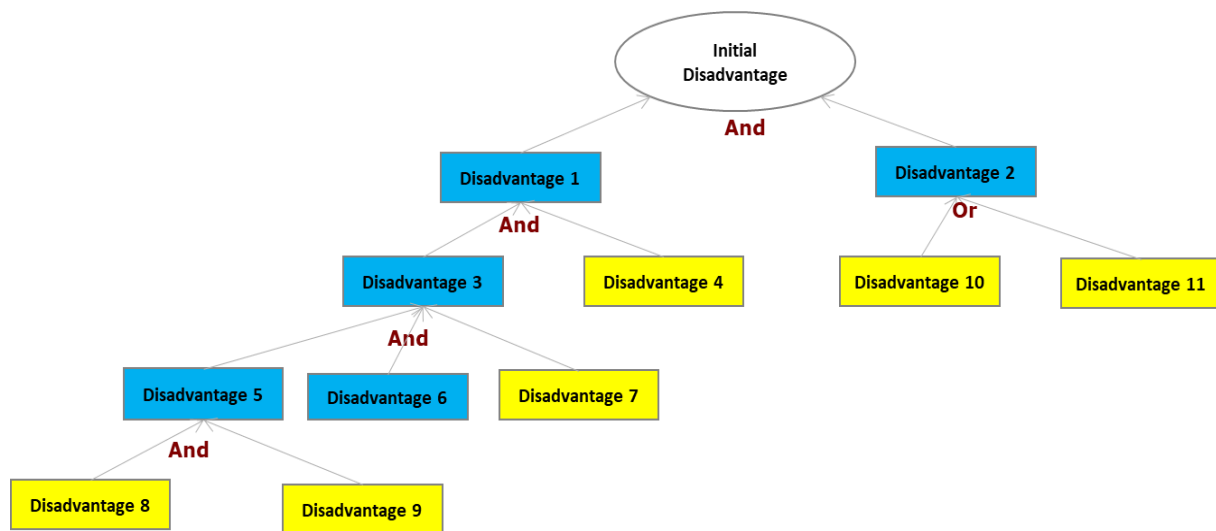 Initial
Disadvantage
And
Disadvantage 1
Disadvantage 2
And
Or
Disadvantage 3
Disadvantage 4
Disadvantage 10
Disadvantage 11
And
Disadvantage 5
Disadvantage 6
Disadvantage 7
And
Disadvantage 8
Disadvantage 9